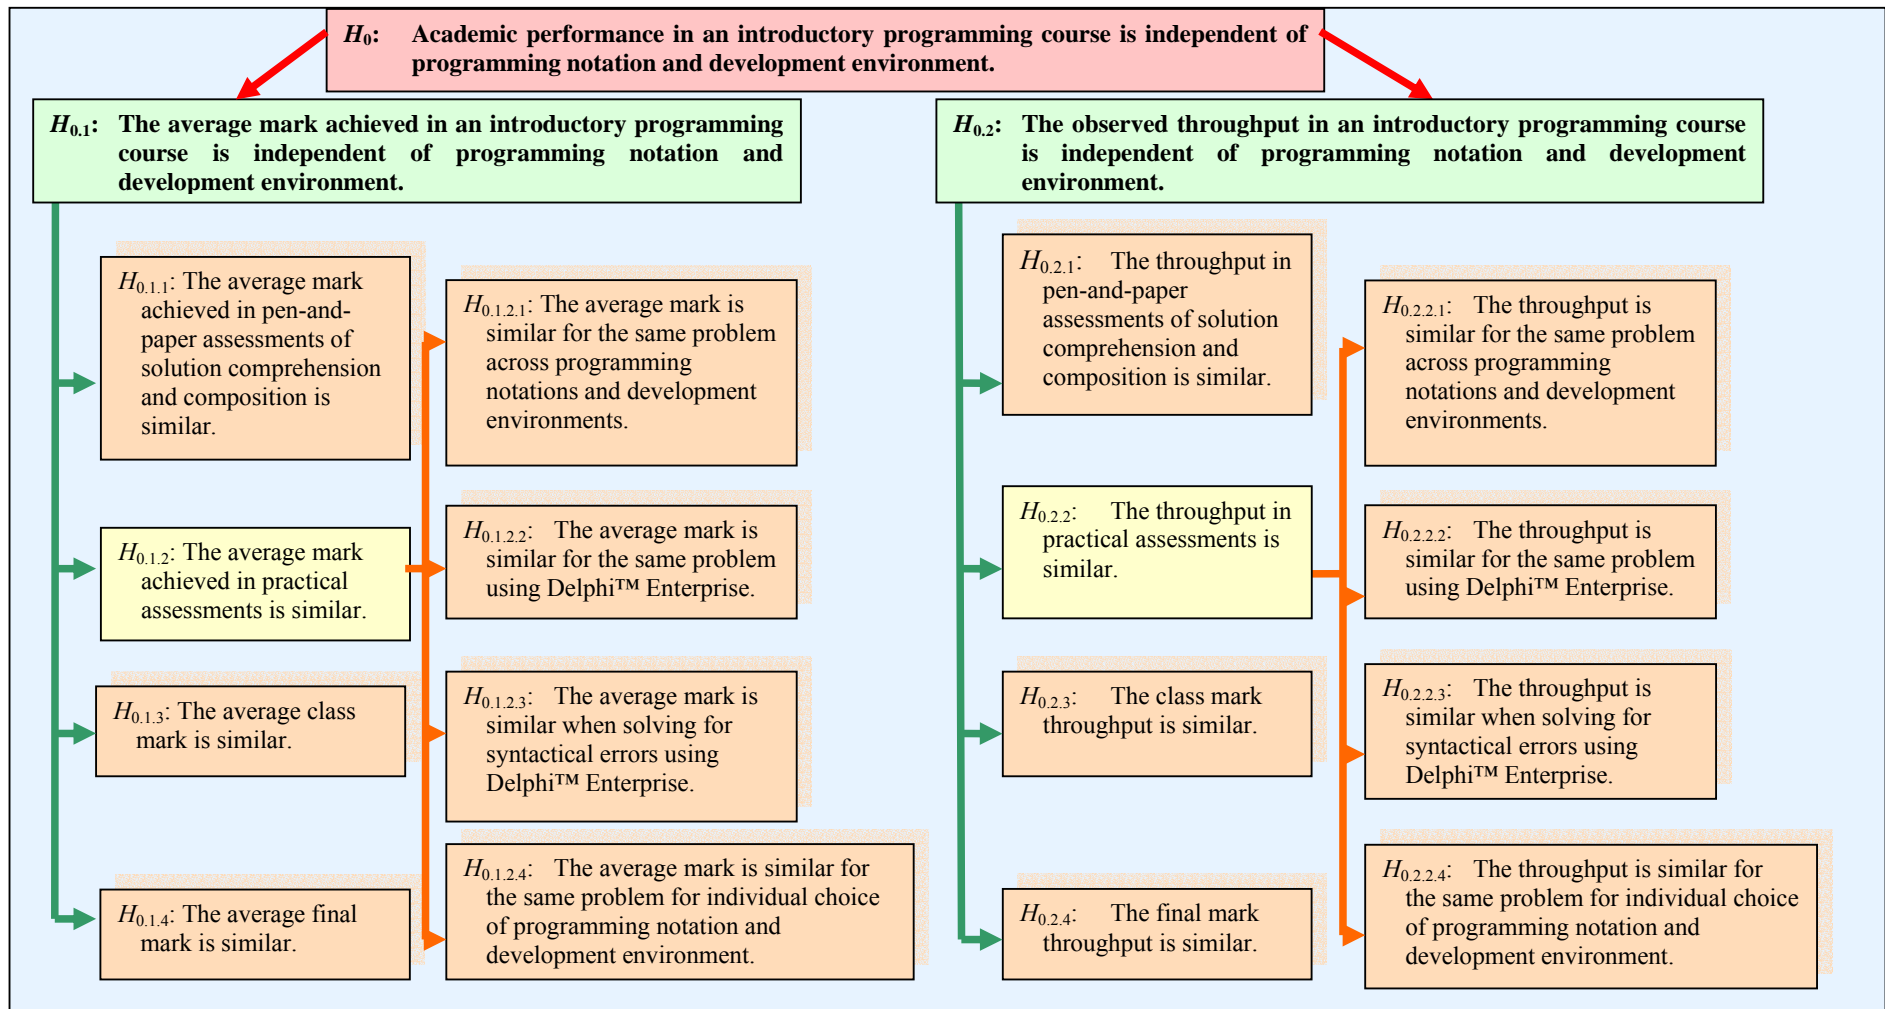 H0: Academic performance in an introductory programming course is independent of
programming notation and development environment.
H0.1: The average mark achieved in an introductory programming
course is independent of programming notation and
development environment.
H0.1.1: The average mark
achieved in pen-and-
paper assessments of
solution comprehension
and composition is
similar.
H0.1.2: The average mark
achieved in practical
assessments is similar.
H0.1.3: The average class
mark is similar.
H0.1.4: The average final
mark is similar.
H0.1.2.1: The average mark is
similar for the same problem
across programming
notations and development
environments.
H0.1.2.2: The average mark is
similar for the same problem
using Delphi™ Enterprise.
H0.1.2.3: The average mark is
similar when solving for
syntactical errors using
Delphi™ Enterprise.
H0.1.2.4: The average mark is similar for
the same problem for individual choice
of programming notation and
development environment.
H0.2: The observed throughput in an introductory programming course
is independent of programming notation and development
environment.
H0.2.1: The throughput in
pen-and-paper
assessments of solution
comprehension and
composition is similar.
H0.2.2: The throughput in
practical assessments is
similar.
H0.2.3: The class mark
throughput is similar.
H0.2.4: The final mark
throughput is similar.
H0.2.2.1: The throughput is
similar for the same problem
across programming
notations and development
environments.
H0.2.2.2: The throughput is
similar for the same problem
using Delphi™ Enterprise.
H0.2.2.3: The throughput is
similar when solving for
syntactical errors using
Delphi™ Enterprise.
H0.2.2.4: The throughput is similar for
the same problem for individual choice
of programming notation and
development environment.